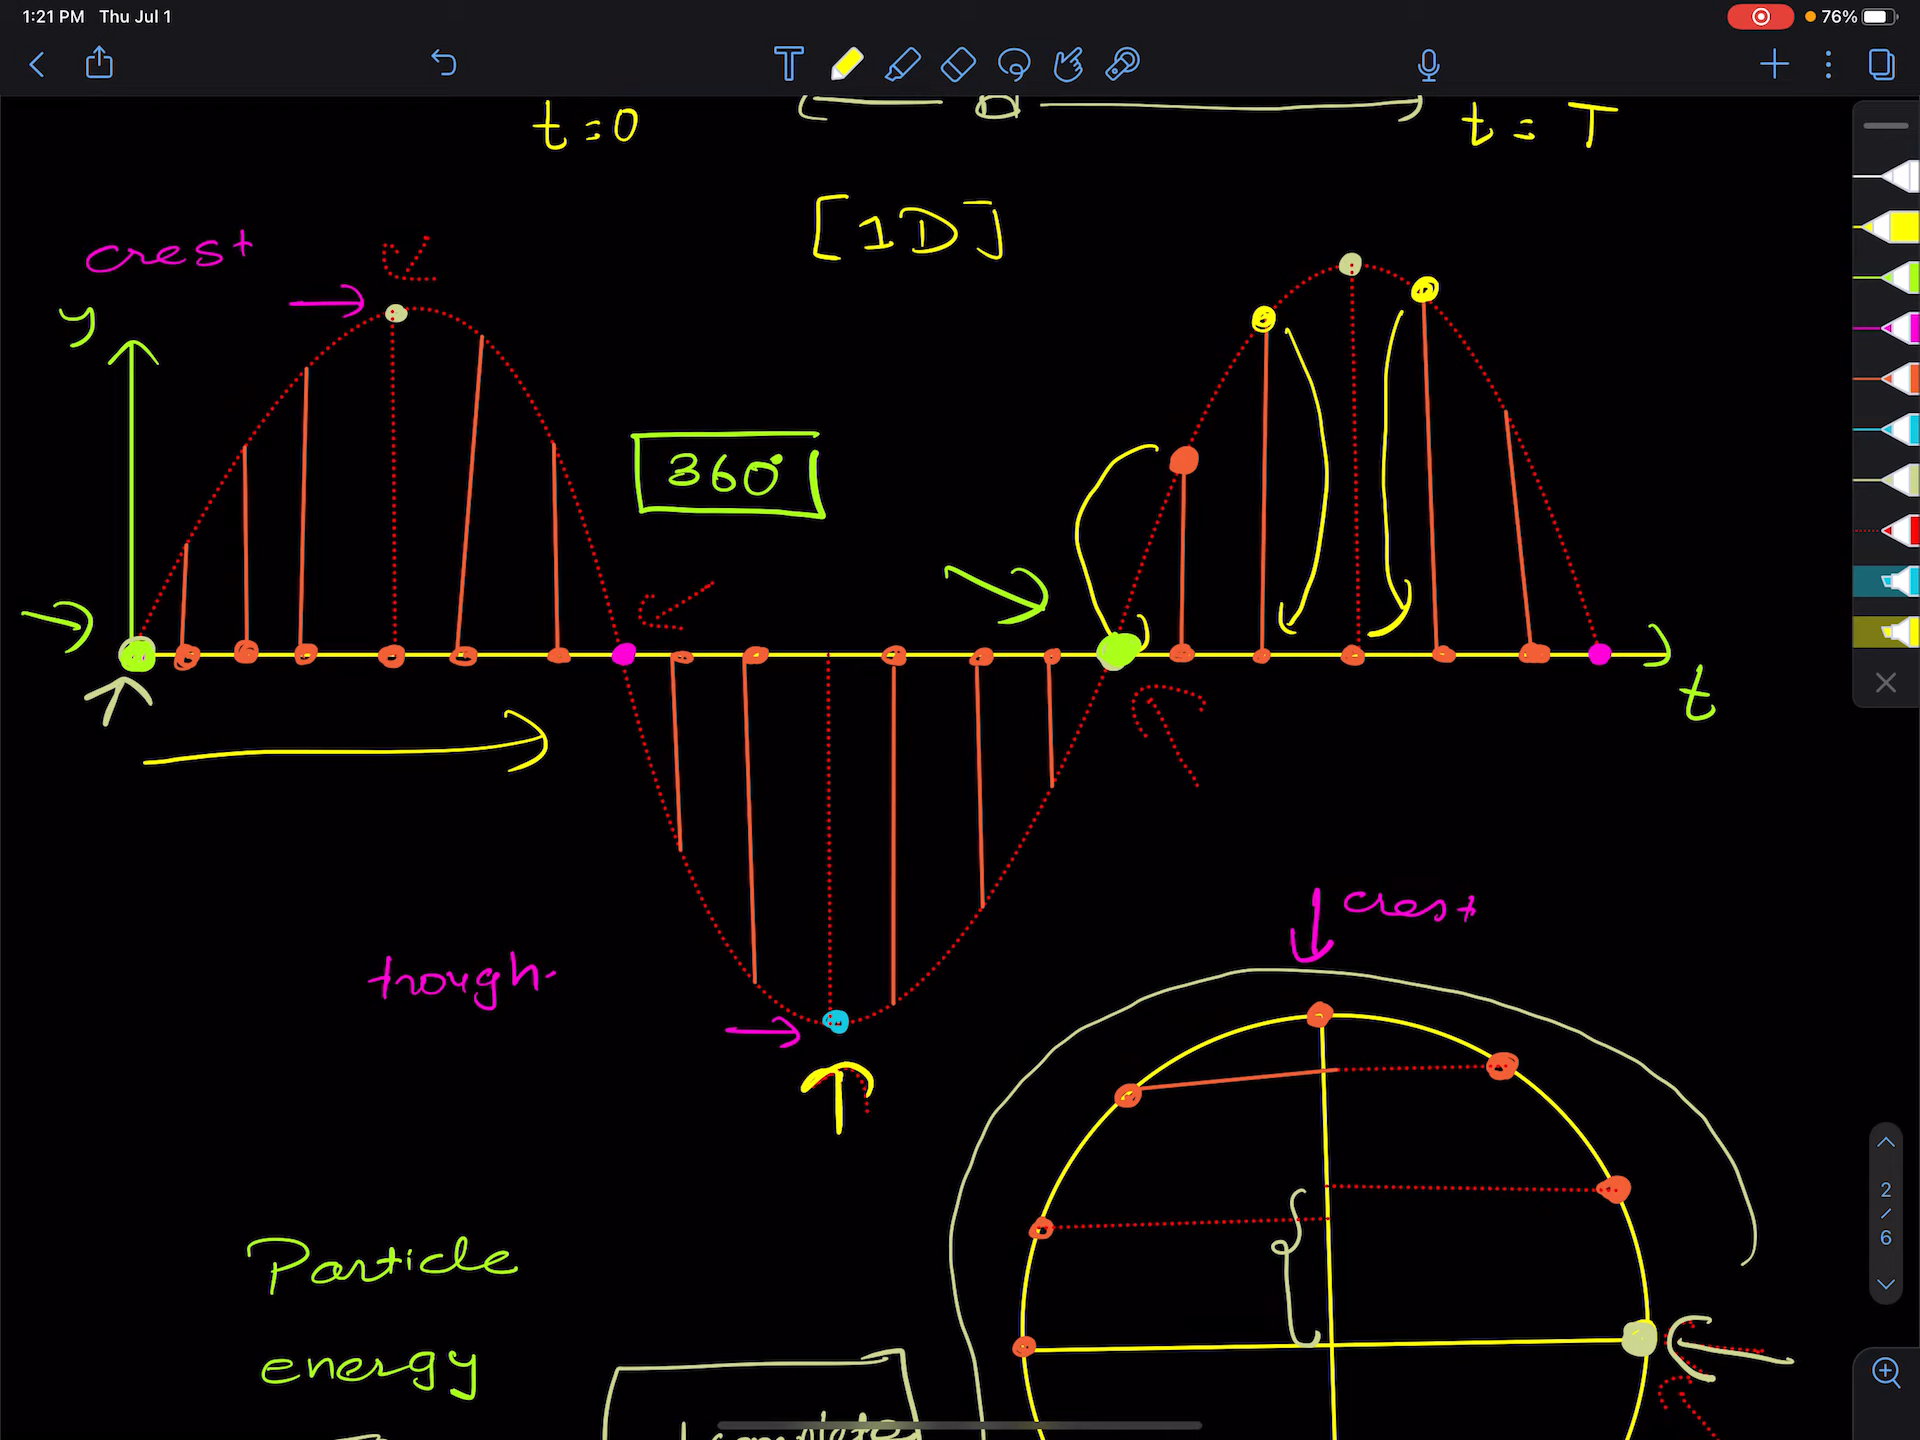 1:21 PM Thu Jul 1
76%
t = 0
t = T
[1D]
crest
y
360°
t
trough
crest
Particle
energy
2
/
6